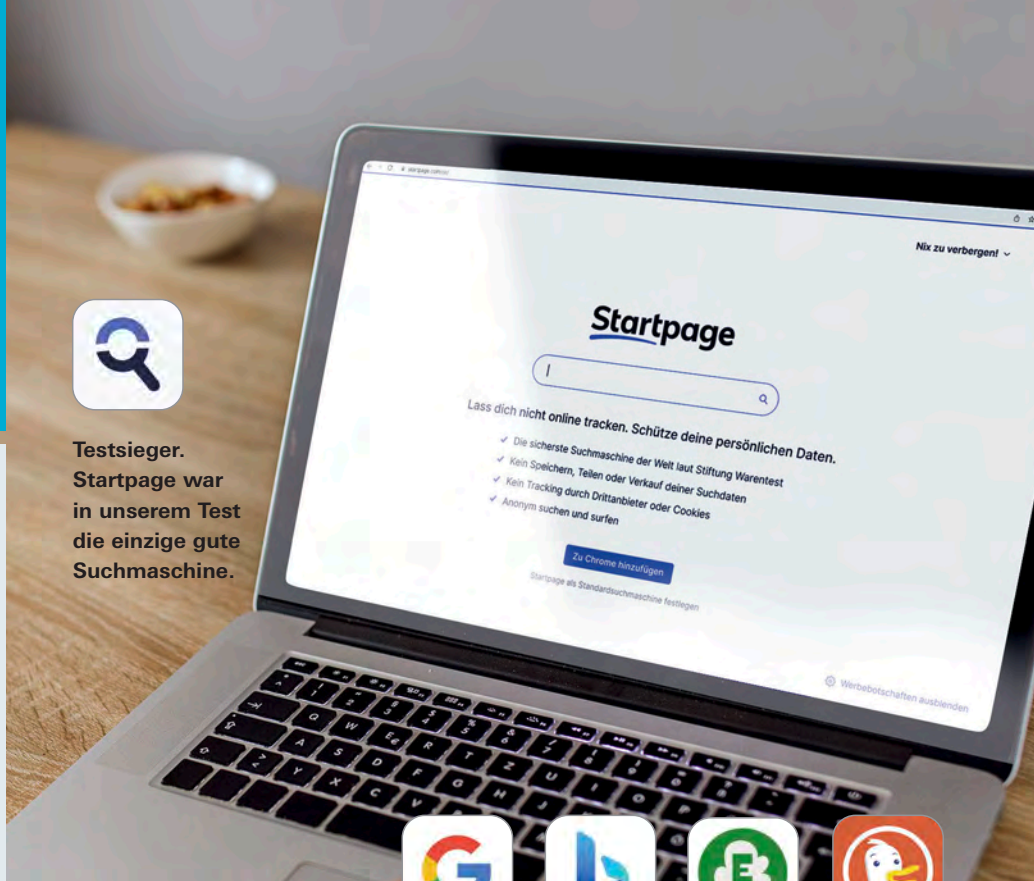 startpage.com/de/
Nix zu verbergen!
Startpage
Lass dich nicht online tracken. Schütze deine persönlichen Daten.
Die sicherste Suchmaschine der Welt laut Stiftung Warentest
Kein Speichern, Teilen oder Verkauf deiner Suchdaten
Kein Tracking durch Drittanbieter oder Cookies
Anonym suchen und surfen
Zu Chrome hinzufügen
Startpage als Standardsuchmaschine festlegen
Werbebotschaften ausblenden
Testsieger.
Startpage war
in unserem Test
die einzige gute
Suchmaschine.
Q W E R T Z U I O P
A S D F G H J
Y X C V
G
E